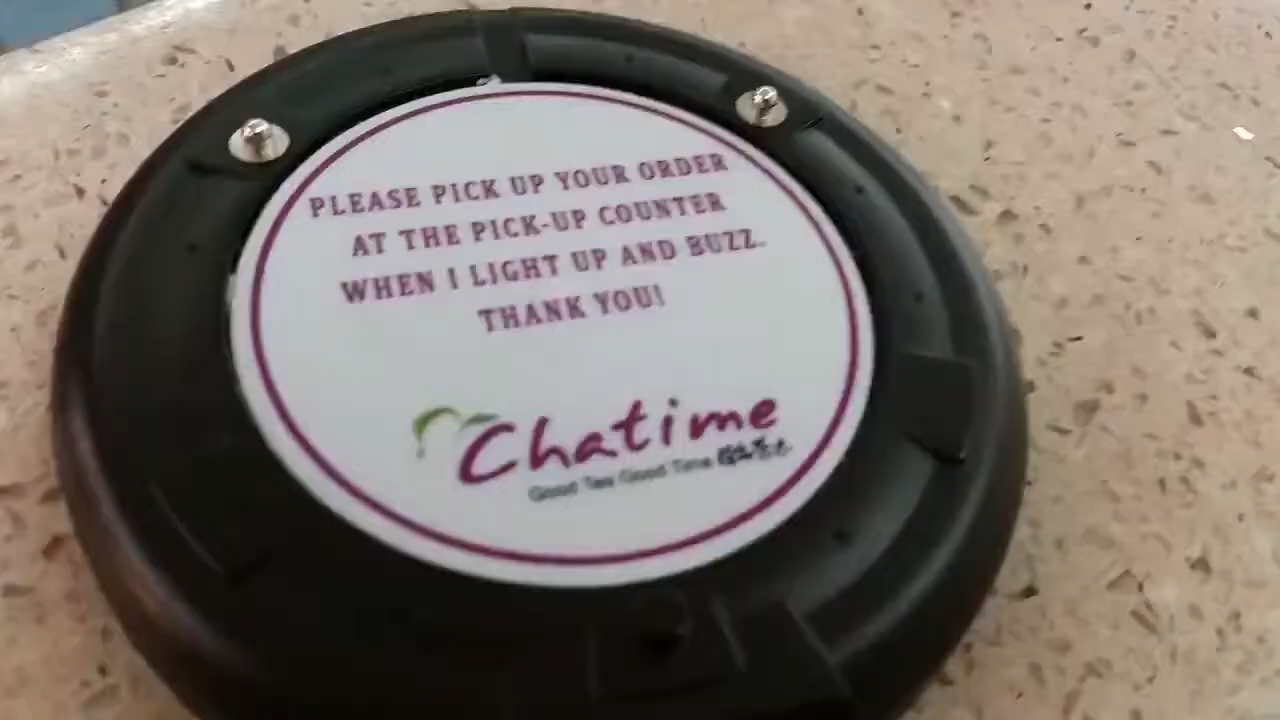 PLEASE PICK UP YOUR ORDER
AT THE PICK-UP COUNTER
WHEN I LIGHT UP AND BUZZ.
THANK YOU!
Chatime
Good Tea Good Time